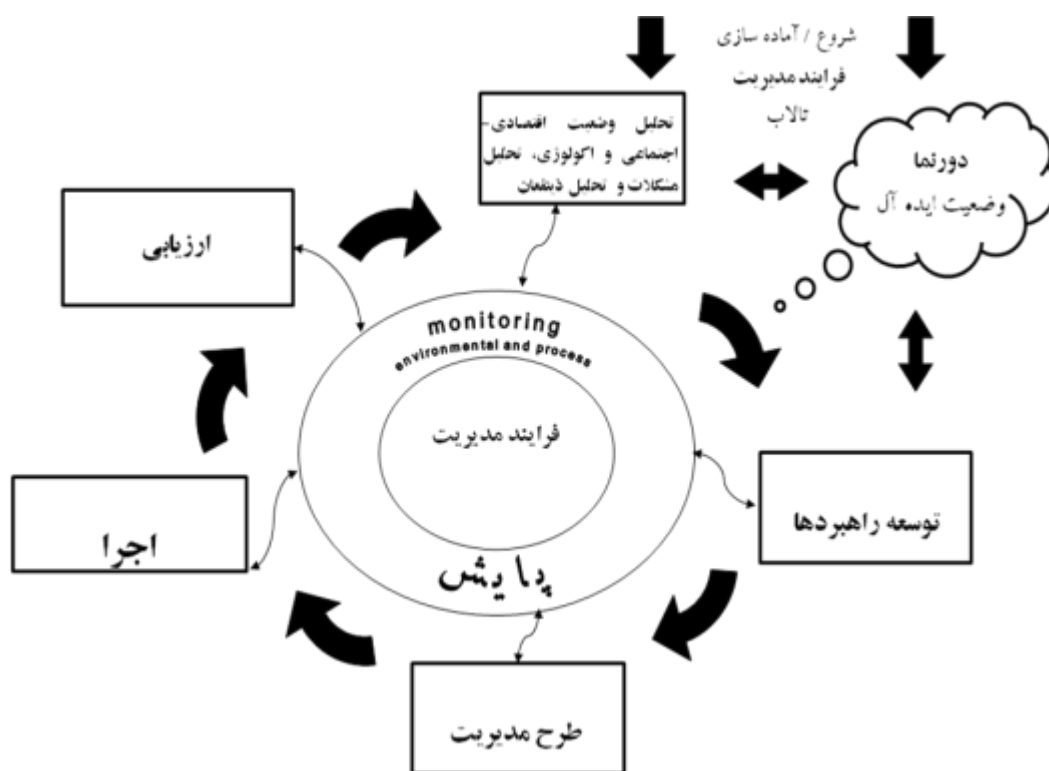 شروع / آماده سازی
فرایند مدیریت
تالاب
تحلیل وضعیت اقتصادی-
اجتماعی و اکولوژی، تحلیل
مشکلات و تحلیل ذینفعان
دورنما
وضعیت ایده آل
ارزیابی
monitoring
environmental and process
فرایند مدیریت
پایش
توسعه راهبردها
اجرا
طرح مدیریت